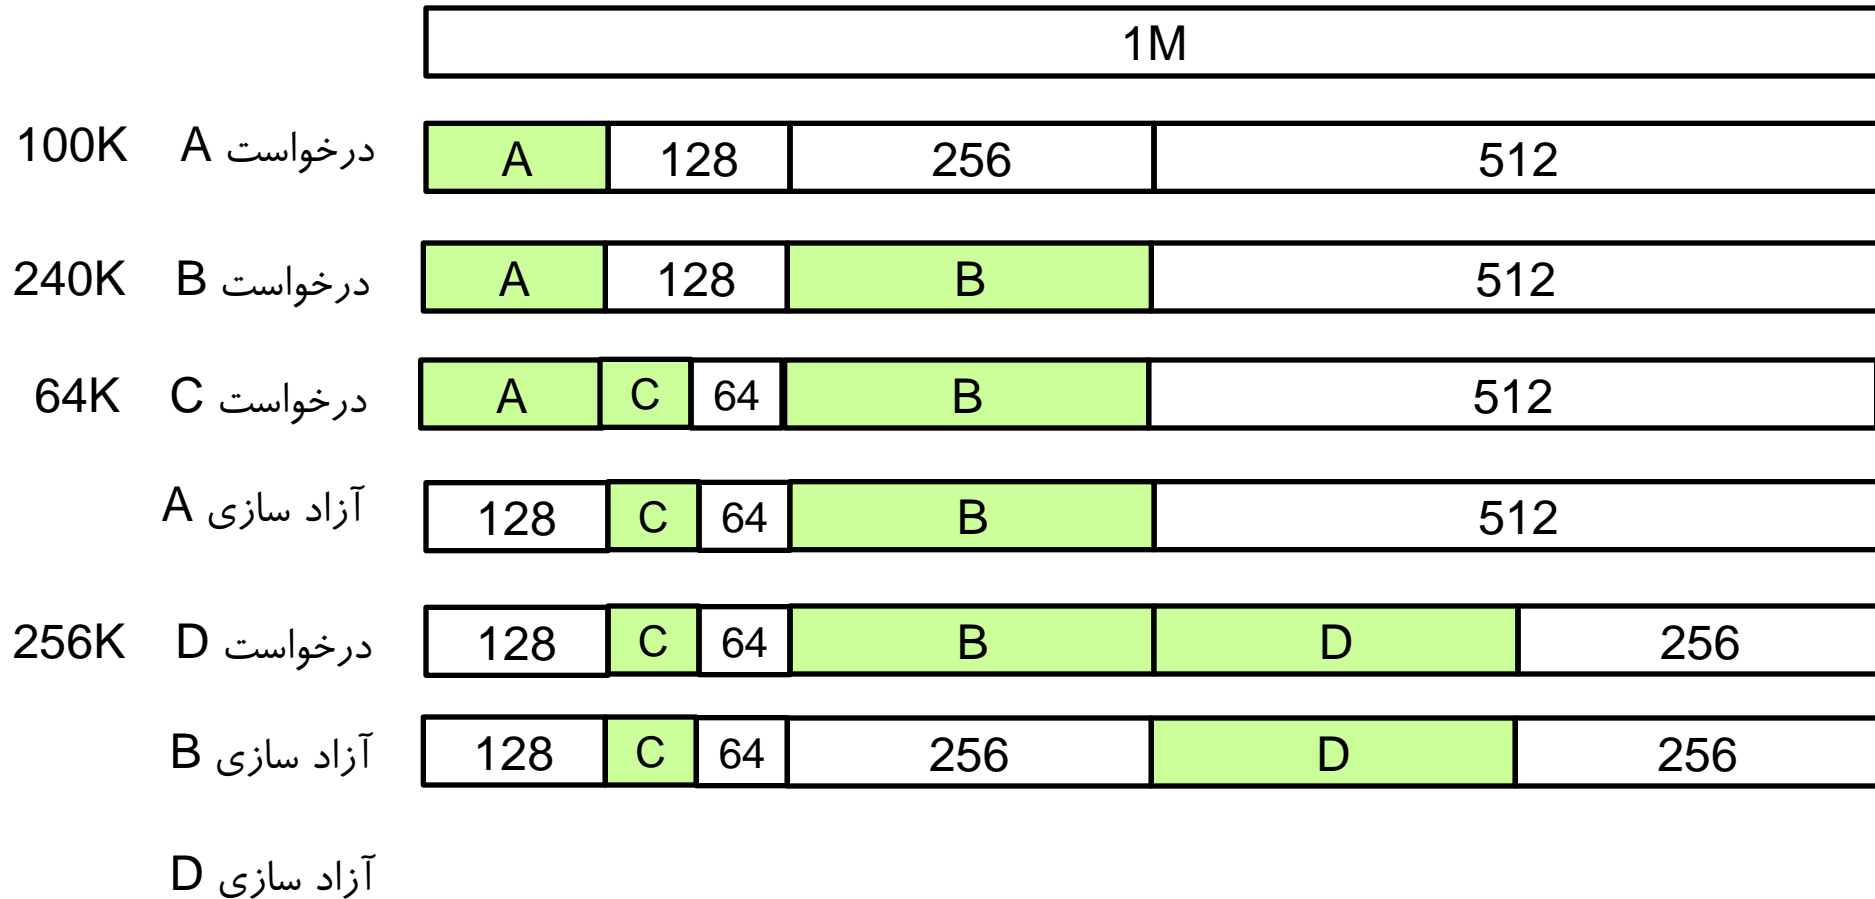 1M
100K درخواست A
A 128 256 512
240K درخواست B
A 128 B 512
64K درخواست C
A C 64 B 512
آزاد سازی A
128 C 64 B 512
256K درخواست D
128 C 64 B D 256
آزاد سازی B
128 C 64 256 D 256
آزاد سازی D